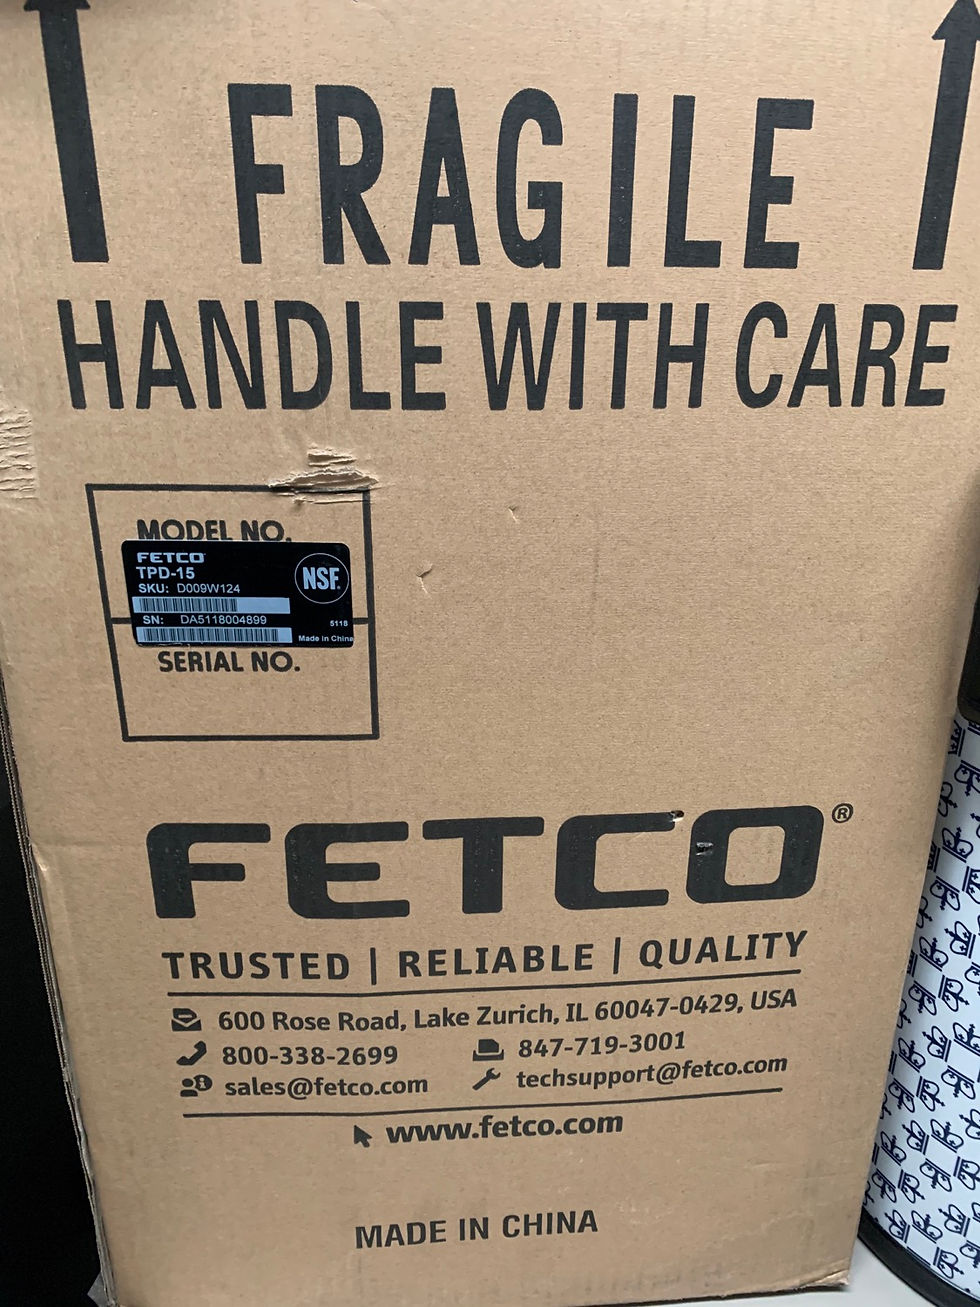 FRAGILE
HANDLE WITH CARE
MODEL NO.
FETCO
TPD-15
NSF
SKU: D009W124
SN: DA5118004899
5118
Made in China
SERIAL NO.
FETCO®
TRUSTED | RELIABLE | QUALITY
600 Rose Road, Lake Zurich, IL 60047-0429, USA
800-338-2699 847-719-3001
sales@fetco.com techsupport@fetco.com
www.fetco.com
MADE IN CHINA